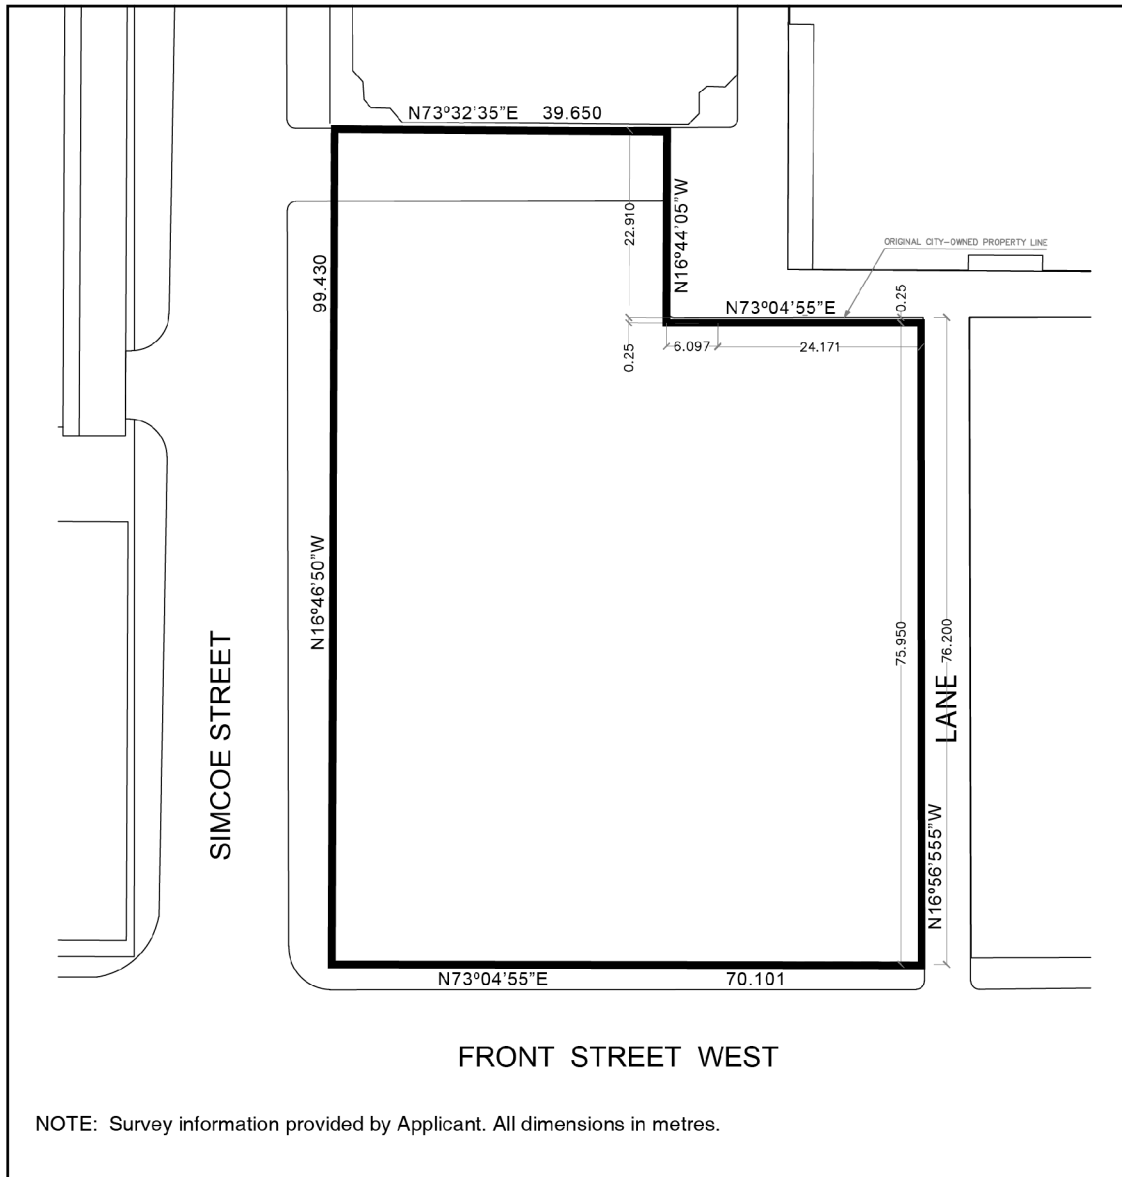 N73º32'35"E 39.650
22.910
N16º44'05"W
ORIGINAL CITY-OWNED PROPERTY LINE
99.430
0.25
N73º04'55"E
0.25
6.097
24.171
N16º46'50"W
75.950
76.200
SIMCOE STREET
LANE
N16º56'555"W
N73º04'55"E 70.101
FRONT STREET WEST
NOTE: Survey information provided by Applicant. All dimensions in metres.